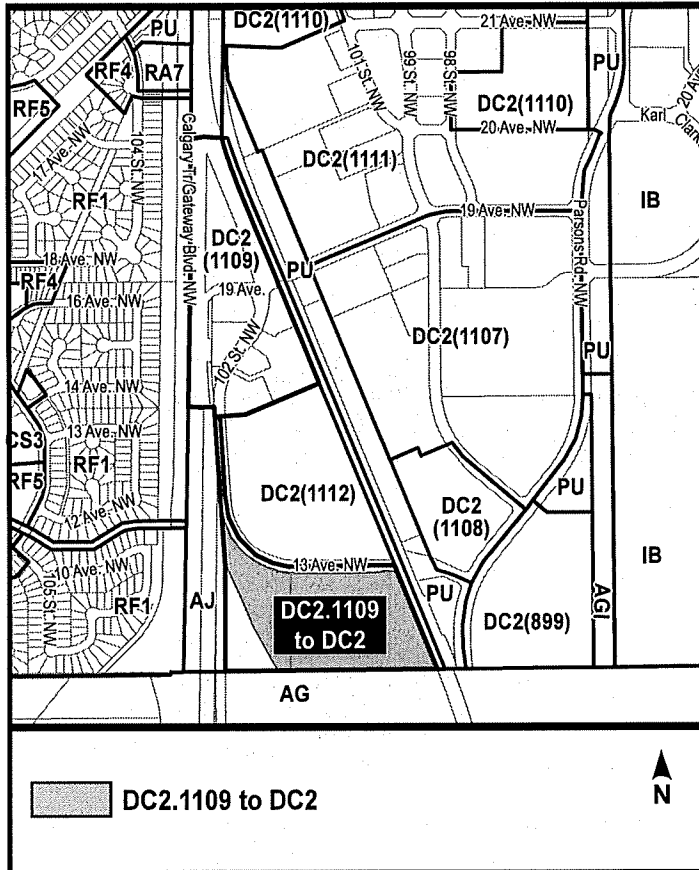 DC2(1110)
21 Ave. NW
PU
RF4
RA7
RF5
101 St. NW
99 St. NW
98 St. NW
PU
DC2(1110)
20 Ave. NW
20 Ave
Karl
Clark
17 Ave. NW
104 St. NW
Calgary Tr/Gateway Blvd. NW
DC2(1111)
RF1
19 Ave. NW
Parsons Rd. NW
IB
DC2
(1109)
18 Ave. NW
PU
RF4
19 Ave.
16 Ave. NW
102 St. NW
DC2(1107)
PU
14 Ave. NW
CS3
13 Ave. NW
RF1
RF5
DC2(1112)
DC2
(1108)
PU
12 Ave. NW
10 Ave. NW
105 St. NW
RF1
AJ
13 Ave. NW
PU
IB
AGI
DC2.1109
to DC2
DC2(899)
AG
DC2.1109 to DC2
N